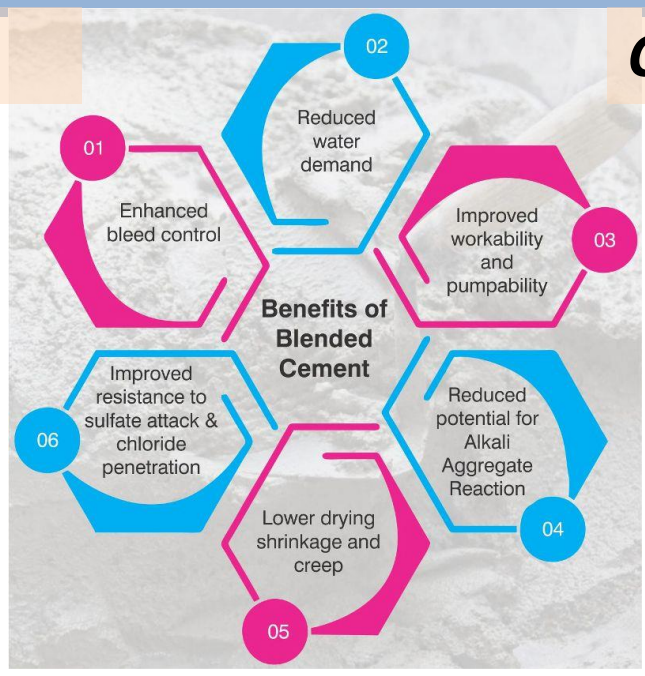 Benefits of
Blended
Cement
01
Enhanced
bleed control
02
Reduced
water
demand
03
Improved
workability
and
pumpability
04
Reduced
potential for
Alkali
Aggregate
Reaction
05
Lower drying
shrinkage and
creep
06
Improved
resistance to
sulfate attack &
chloride
penetration